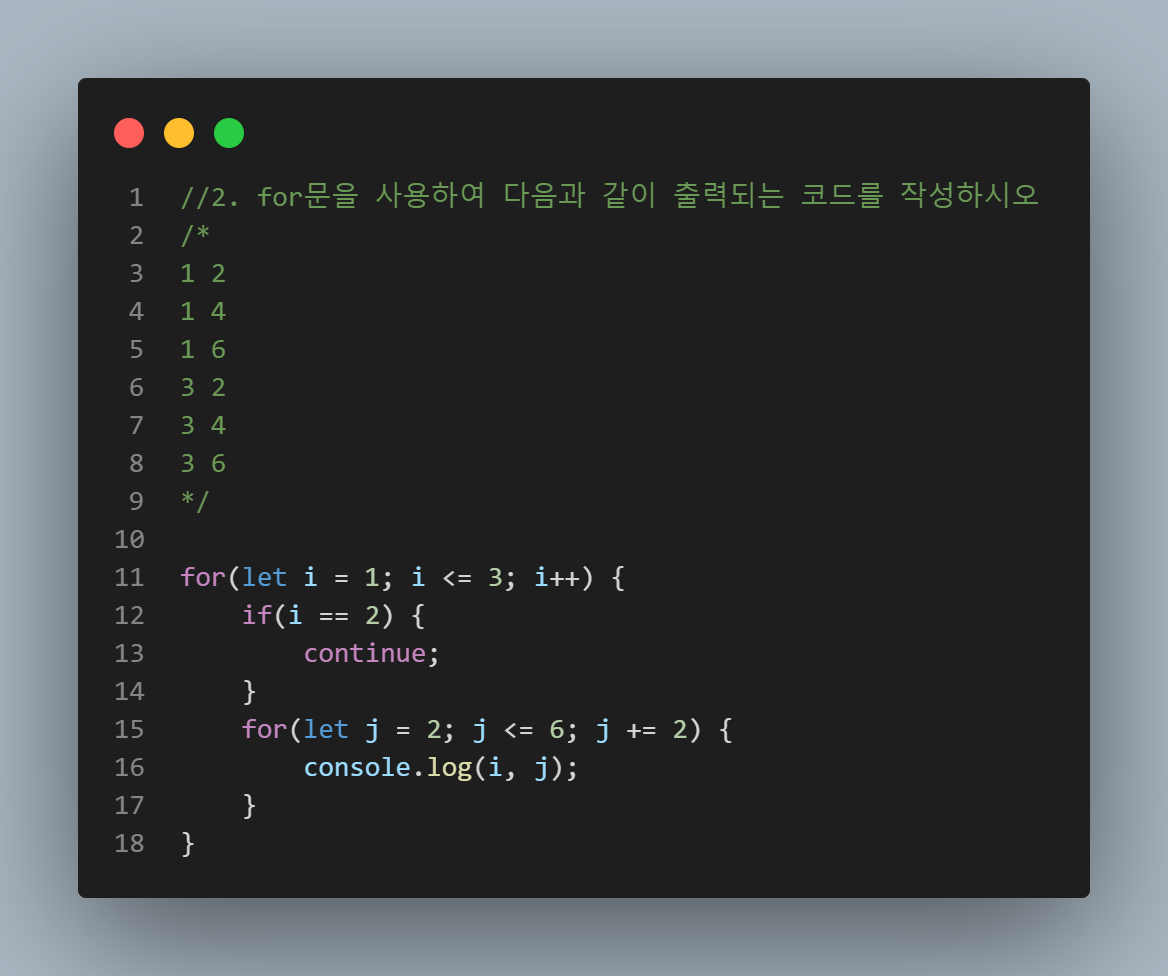 1 //2. for문을 사용하여 다음과 같이 출력되는 코드를 작성하시오
2 /*
3 1 2
4 1 4
5 1 6
6 3 2
7 3 4
8 3 6
9 */
10
11 for(let i = 1; i <= 3; i++) {
12     if(i == 2) {
13         continue;
14     }
15     for(let j = 2; j <= 6; j += 2) {
16         console.log(i, j);
17     }
18 }